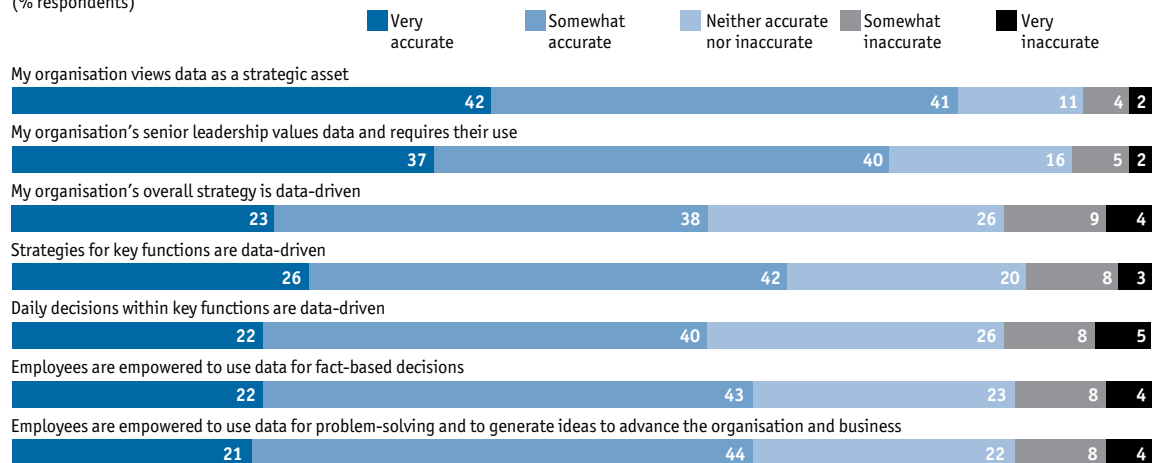 (% respondents)
Very accurate
Somewhat accurate
Neither accurate nor inaccurate
Somewhat inaccurate
Very inaccurate
My organisation views data as a strategic asset
42 41 11 4 2
My organisation’s senior leadership values data and requires their use
37 40 16 5 2
My organisation’s overall strategy is data-driven
23 38 26 9 4
Strategies for key functions are data-driven
26 42 20 8 3
Daily decisions within key functions are data-driven
22 40 26 8 5
Employees are empowered to use data for fact-based decisions
22 43 23 8 4
Employees are empowered to use data for problem-solving and to generate ideas to advance the organisation and business
21 44 22 8 4